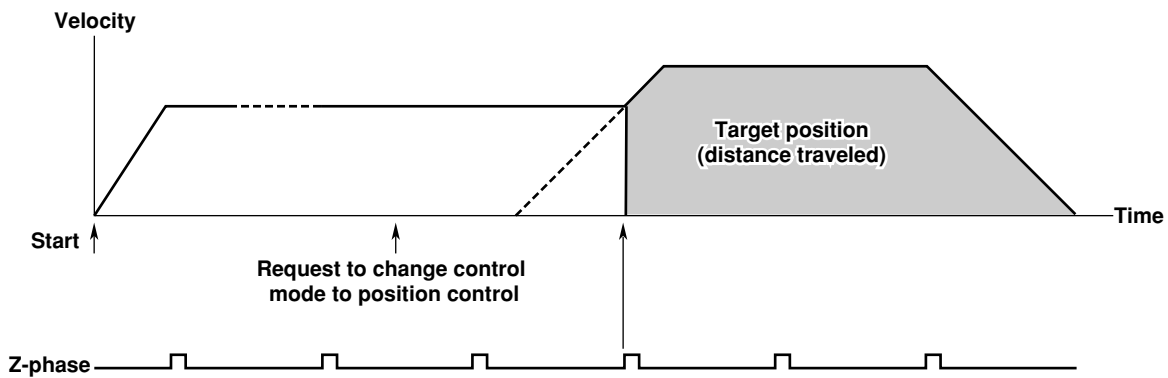 Velocity
Target position
(distance traveled)
Time
Start
Request to change control
mode to position control
Z-phase